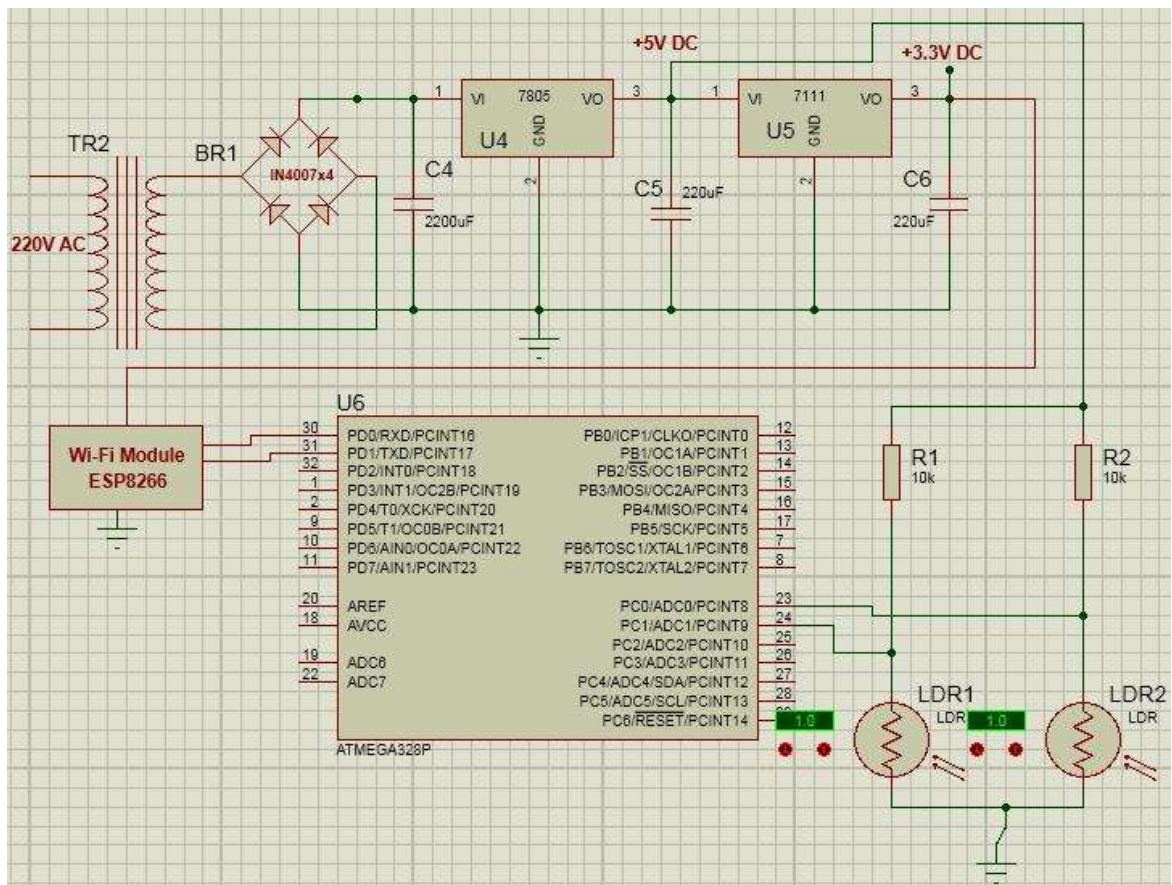 +5V DC
+3.3V DC
1 VI 7805 VO 3
GND
U4
2
1 VI 7111 VO 3
GND
U5
2
TR2
BR1
IN4007x4
220V AC
C4
2200uF
C5
220uF
C6
220uF
Wi-Fi Module
ESP8266
U6
30 PD0/RXD/PCINT16
31 PD1/TXD/PCINT17
32 PD2/INT0/PCINT18
1 PD3/INT1/OC2B/PCINT19
2 PD4/T0/XCK/PCINT20
9 PD5/T1/OC0B/PCINT21
10 PD6/AIN0/OC0A/PCINT22
11 PD7/AIN1/PCINT23
20 AREF
18 AVCC
19 ADC6
22 ADC7
PB0/ICP1/CLKO/PCINT0 12
PB1/OC1A/PCINT1 13
PB2/SS/OC1B/PCINT2 14
PB3/MOSI/OC2A/PCINT3 15
PB4/MISO/PCINT4 16
PB5/SCK/PCINT5 17
PB6/TOSC1/XTAL1/PCINT6 7
PB7/TOSC2/XTAL2/PCINT7 8
PC0/ADC0/PCINT8 23
PC1/ADC1/PCINT9 24
PC2/ADC2/PCINT10 25
PC3/ADC3/PCINT11 26
PC4/ADC4/SDA/PCINT12 27
PC5/ADC5/SCL/PCINT13 28
PC6/RESET/PCINT14
ATMEGA328P
R1
10k
R2
10k
LDR1
LDR
1.0
LDR2
LDR
1.0